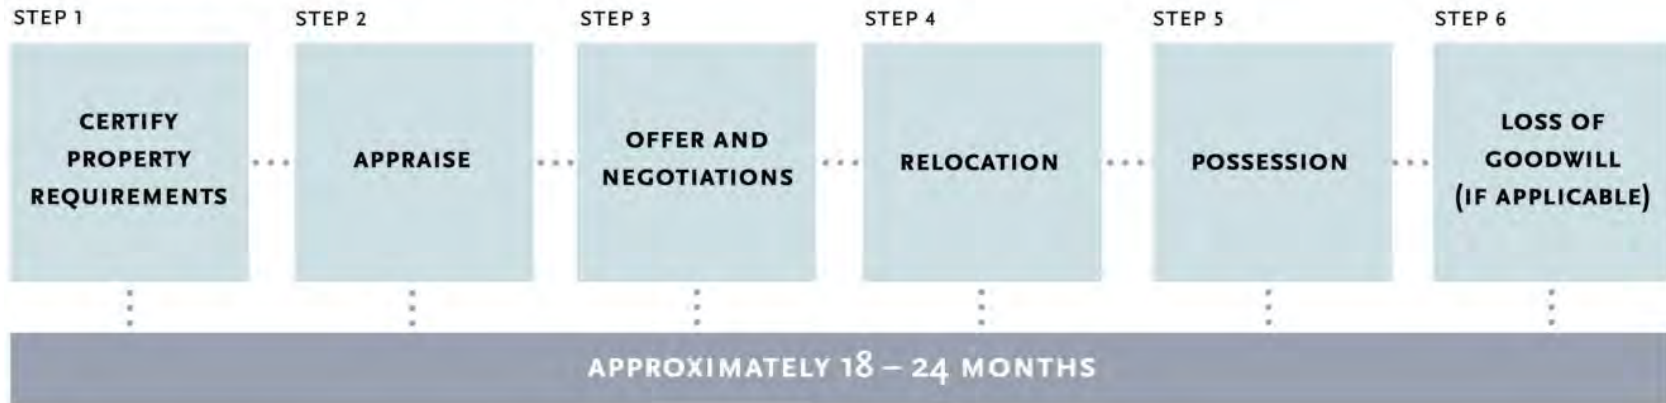 STEP 1
CERTIFY
PROPERTY
REQUIREMENTS
STEP 2
APPRAISE
STEP 3
OFFER AND
NEGOTIATIONS
STEP 4
RELOCATION
STEP 5
POSSESSION
STEP 6
LOSS OF
GOODWILL
(IF APPLICABLE)
APPROXIMATELY 18 – 24 MONTHS